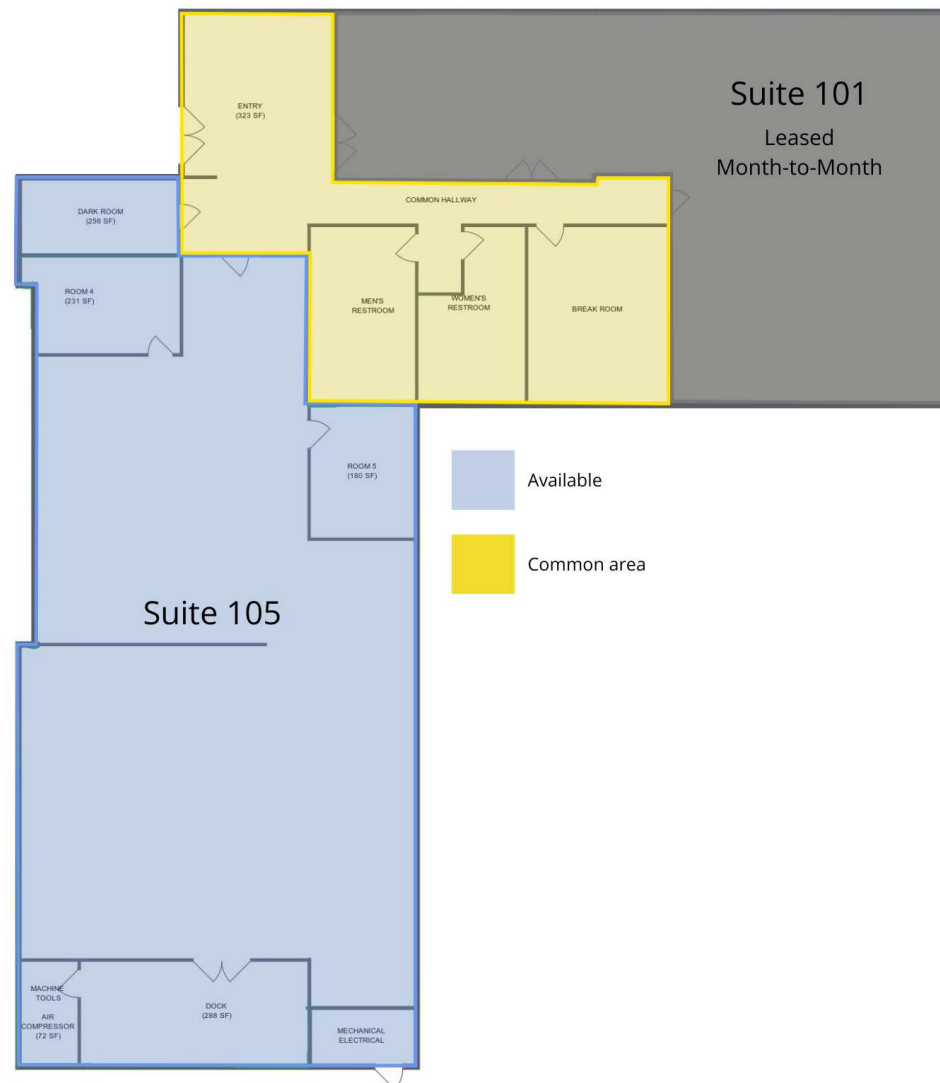 Suite 101
Leased
Month-to-Month
ENTRY
(323 SF)
COMMON HALLWAY
DARK ROOM
(256 SF)
ROOM 4
(231 SF)
MEN'S
RESTROOM
WOMEN'S
RESTROOM
BREAK ROOM
ROOM 5
(180 SF)
Available
Common area
Suite 105
MACHINE
TOOLS
AIR
COMPRESSOR
(72 SF)
DOCK
(288 SF)
MECHANICAL
ELECTRICAL